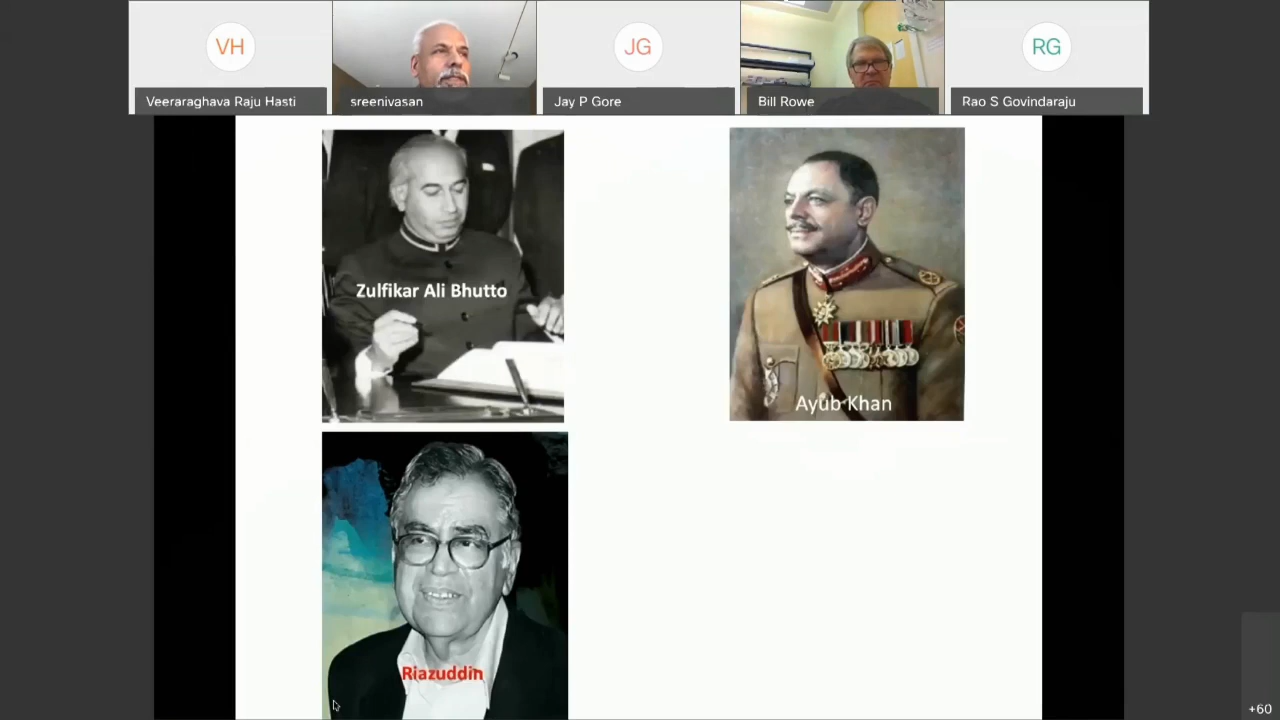 VH
JG
RG
Veeraraghava Raju Hasti
sreenivasan
Jay P Gore
Bill Rowe
Rao S Govindaraju
Zulfikar Ali Bhutto
Ayub Khan
Riazuddin
+60